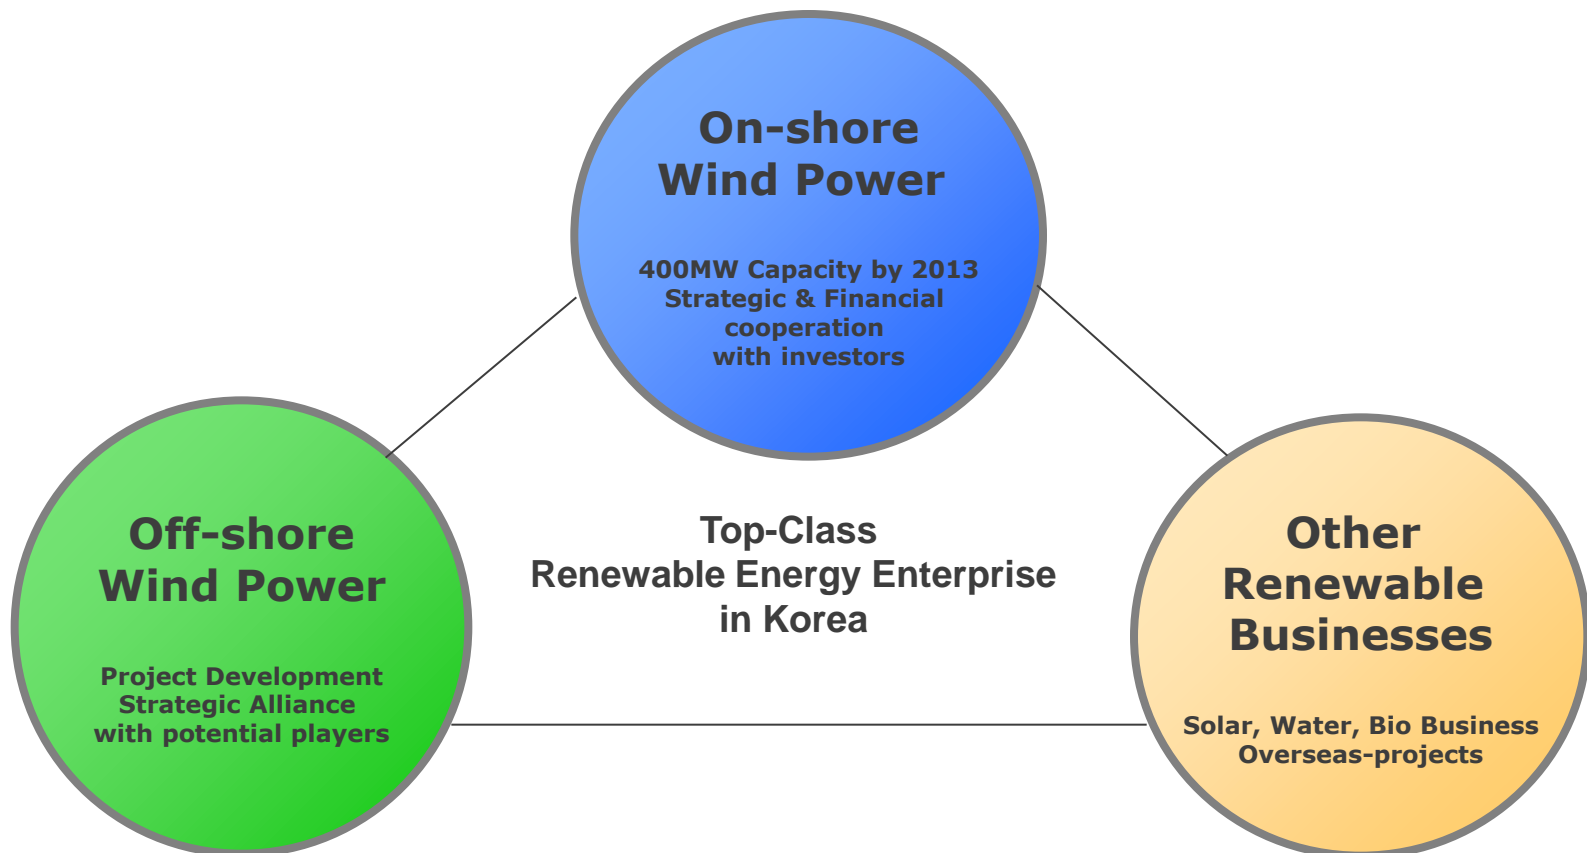 On-shore
Wind Power
400MW Capacity by 2013
Strategic & Financial
cooperation
with investors
Off-shore
Wind Power
Project Development
Strategic Alliance
with potential players
Top-Class
Renewable Energy Enterprise
in Korea
Other
Renewable
Businesses
Solar, Water, Bio Business
Overseas-projects